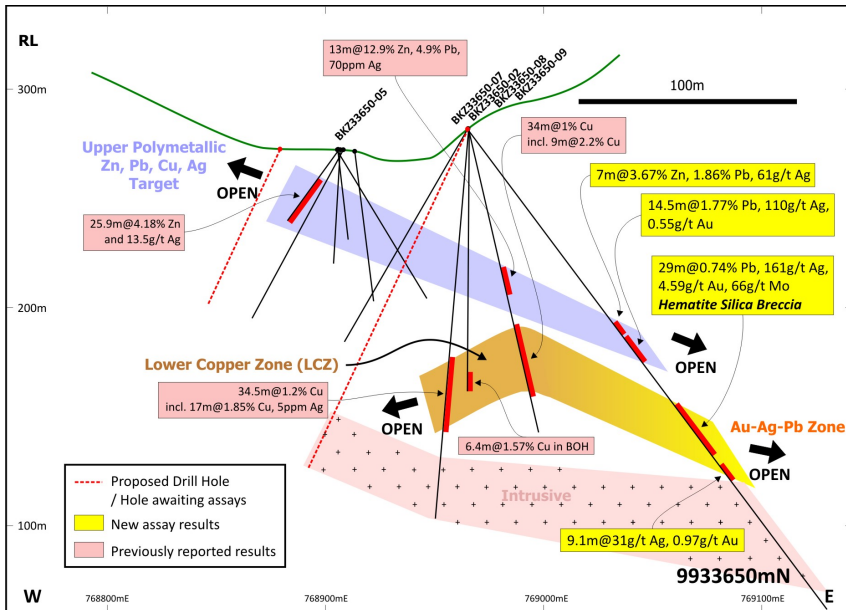 RL
300m
200m
100m
13m@12.9% Zn, 4.9% Pb,
70ppm Ag
BKZ33650-05
BKZ33650-07
BKZ33650-02
BKZ33650-08
BKZ33650-09
100m
34m@1% Cu
incl. 9m@2.2% Cu
Upper Polymetallic
Zn, Pb, Cu, Ag
Target
OPEN
7m@3.67% Zn, 1.86% Pb, 61g/t Ag
14.5m@1.77% Pb, 110g/t Ag,
0.55g/t Au
25.9m@4.18% Zn
and 13.5g/t Ag
29m@0.74% Pb, 161g/t Ag,
4.59g/t Au, 66g/t Mo
Hematite Silica Breccia
OPEN
Lower Copper Zone (LCZ)
34.5m@1.2% Cu
incl. 17m@1.85% Cu, 5ppm Ag
OPEN
6.4m@1.57% Cu in BOH
Au-Ag-Pb Zone
OPEN
Intrusive
Proposed Drill Hole
/ Hole awaiting assays
New assay results
Previously reported results
9.1m@31g/t Ag, 0.97g/t Au
9933650mN
W
E
768800mE
768900mE
769000mE
769100mE